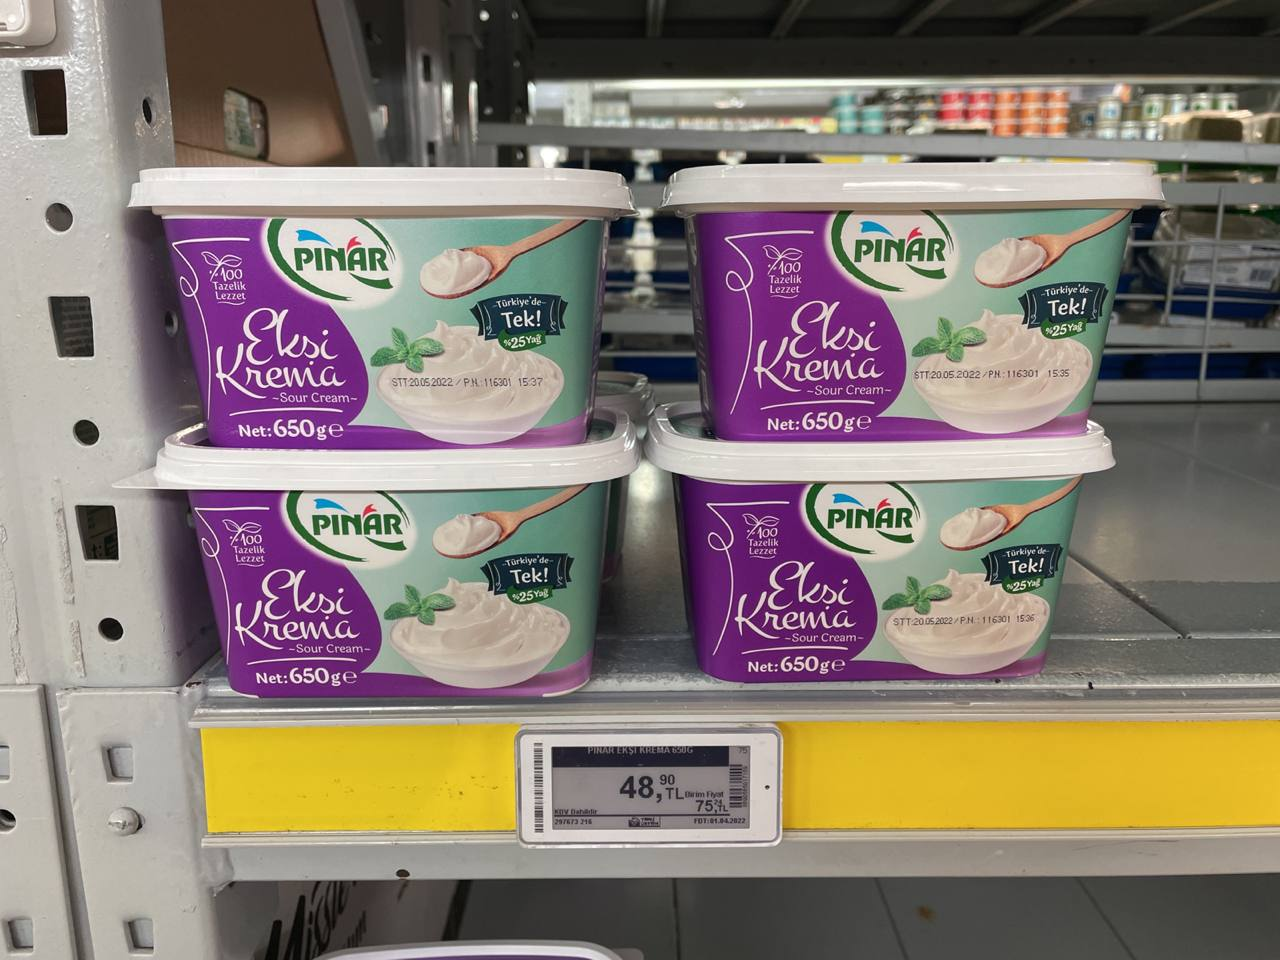 PINAR
%100
Tazelik
Lezzet
Türkiye'de
Tek!
%25 Yağ
Ekşi
Krema
~Sour Cream~
STT:20.05.2022 / P.N.:116301 15:37
Net: 650g e
PINAR
%100
Tazelik
Lezzet
Türkiye'de
Tek!
%25 Yağ
Ekşi
Krema
~Sour Cream~
STT:20.05.2022 / P.N.:116301 15:35
Net: 650g e
PINAR
%100
Tazelik
Lezzet
Türkiye'de
Tek!
%25 Yağ
Ekşi
Krema
~Sour Cream~
Net: 650g e
PINAR
%100
Tazelik
Lezzet
Türkiye'de
Tek!
%25 Yağ
Ekşi
Krema
~Sour Cream~
STT:20.05.2022 / P.N.:116301 15:36
Net: 650g e
PINAR EKŞİ KREMA 650G
75
48,90 TL
Birim Fiyat
75,24 TL
KDV Dahildir
297673 216
FDT:01.04.2022